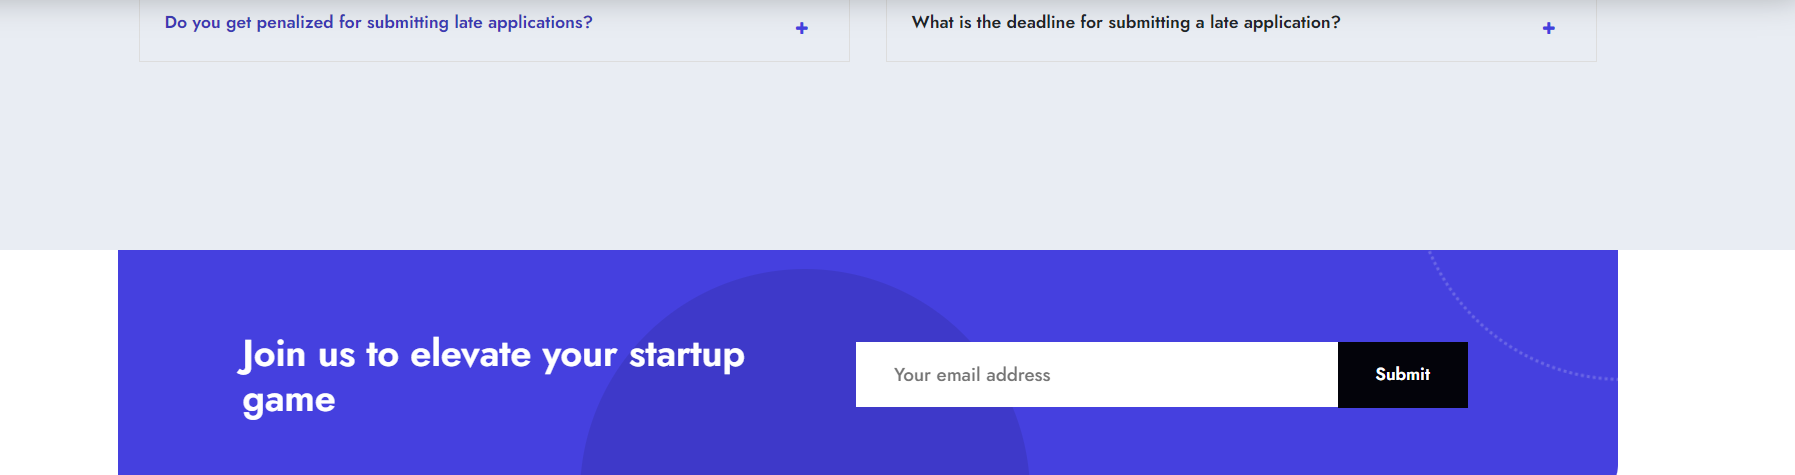 Do you get penalized for submitting late applications?
What is the deadline for submitting a late application?
Join us to elevate your startup
game
Your email address
Submit